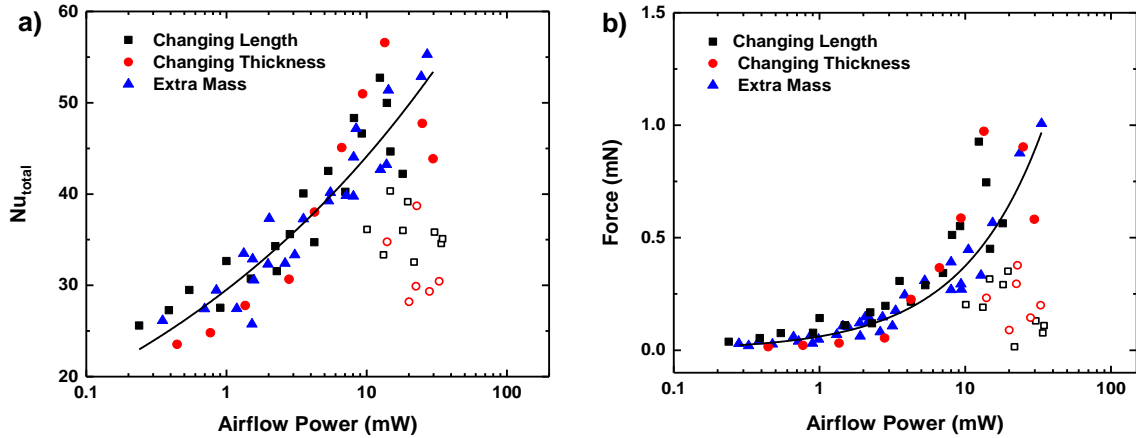 a)
Changing Length
Changing Thickness
Extra Mass
Nu_total
60
50
40
30
20
0.1
1
10
100
Airflow Power (mW)
b)
Changing Length
Changing Thickness
Extra Mass
Force (mN)
1.5
1.0
0.5
0.0
0.1
1
10
100
Airflow Power (mW)